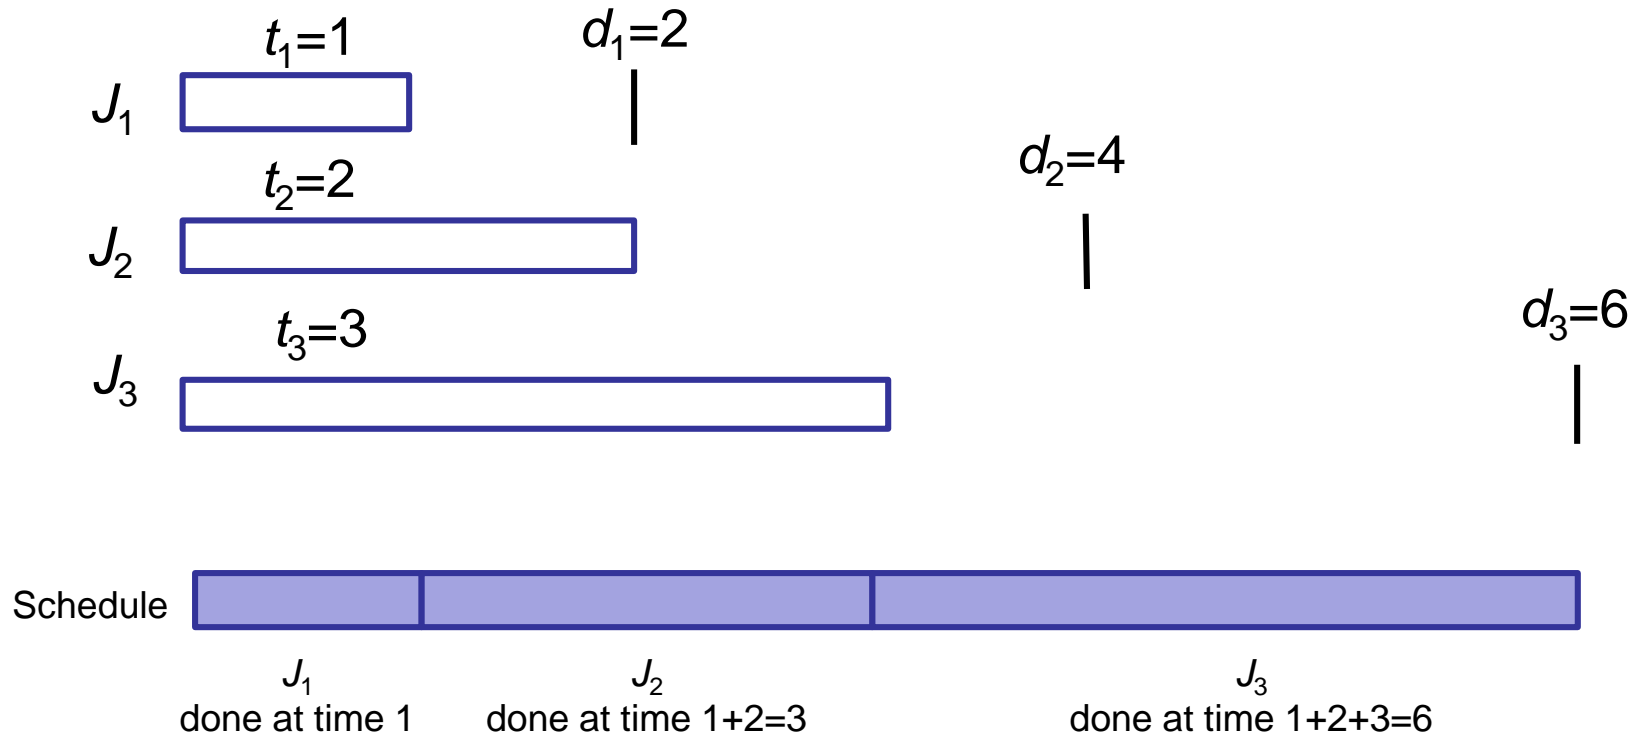 t₁=1
d₁=2
J₁
t₂=2
d₂=4
J₂
t₃=3
d₃=6
J₃
Schedule
J₁
done at time 1
J₂
done at time 1+2=3
J₃
done at time 1+2+3=6